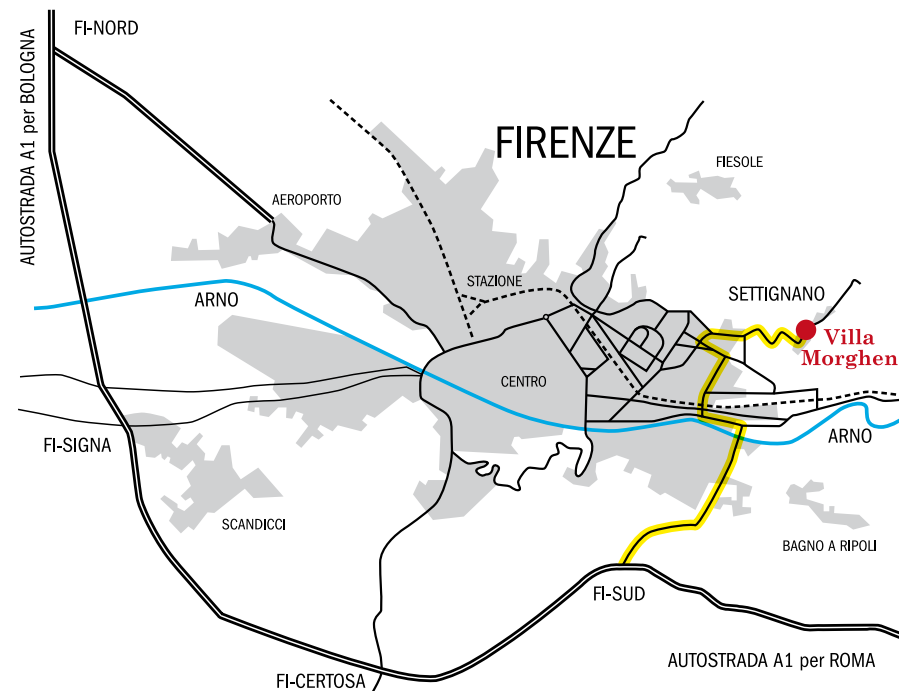 FI-NORD
AUTOSTRADA A1 per BOLOGNA
FIRENZE
FIESOLE
AEROPORTO
STAZIONE
SETTIGNANO
ARNO
Villa
Morghen
CENTRO
FI-SIGNA
ARNO
SCANDICCI
BAGNO A RIPOLI
FI-SUD
AUTOSTRADA A1 per ROMA
FI-CERTOSA